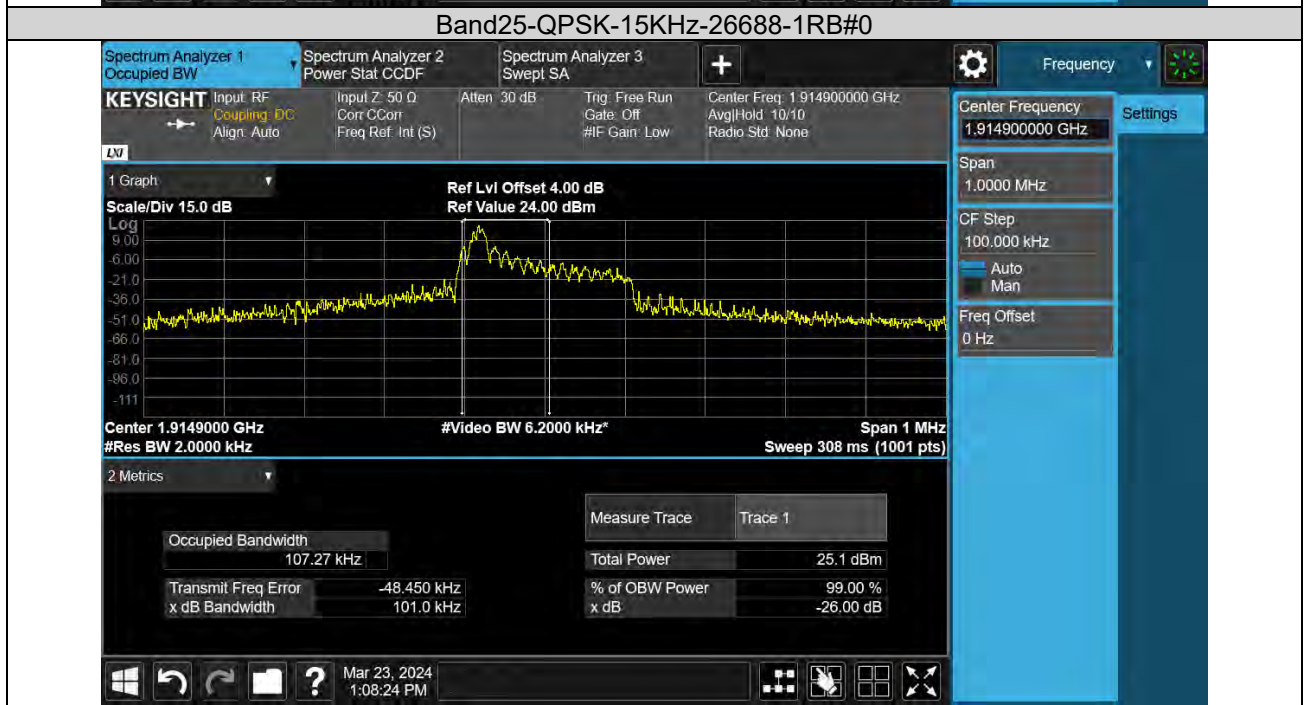 Band25-QPSK-15KHz-26688-1RB#0
Spectrum Analyzer 1
Occupied BW
Spectrum Analyzer 2
Power Stat CCDF
Spectrum Analyzer 3
Swept SA
+
Frequency
KEYSIGHT
LXI
Input: RF
Coupling: DC
Align: Auto
Input Z: 50 Ω
Corr CCorr
Freq Ref: Int (S)
Atten: 30 dB
Trig: Free Run
Gate: Off
#IF Gain: Low
Center Freq: 1.914900000 GHz
Avg|Hold: 10/10
Radio Std: None
Center Frequency
1.914900000 GHz
Settings
Span
1.0000 MHz
CF Step
100.000 kHz
Auto
Man
Freq Offset
0 Hz
1 Graph
Scale/Div 15.0 dB
Ref Lvl Offset 4.00 dB
Ref Value 24.00 dBm
Log
9.00
-6.00
-21.0
-36.0
-51.0
-66.0
-81.0
-96.0
-111
Center 1.9149000 GHz
#Res BW 2.0000 kHz
#Video BW 6.2000 kHz*
Span 1 MHz
Sweep 308 ms (1001 pts)
2 Metrics
Measure Trace
Trace 1
Occupied Bandwidth
107.27 kHz
Total Power
25.1 dBm
Transmit Freq Error
-48.450 kHz
% of OBW Power
99.00 %
x dB Bandwidth
101.0 kHz
x dB
-26.00 dB
?
Mar 23, 2024
1:08:24 PM